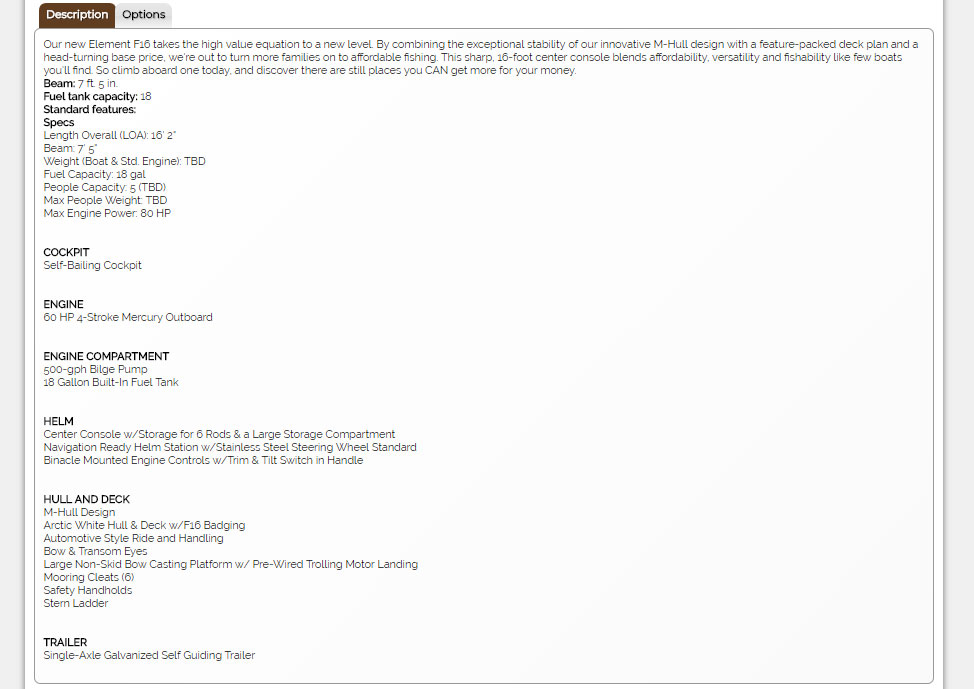 Description Options
Our new Element F16 takes the high value equation to a new level. By combining the exceptional stability of our innovative M-Hull design with a feature-packed deck plan and a
head-turning base price, we're out to turn more families on to affordable fishing. This sharp, 16-foot center console blends affordability, versatility and fishability like few boats
you'll find. So climb aboard one today, and discover there are still places you CAN get more for your money.
Beam: 7 ft. 5 in.
Fuel tank capacity: 18
Standard features:
Specs
Length Overall (LOA): 16' 2"
Beam: 7' 5"
Weight (Boat & Std. Engine): TBD
Fuel Capacity: 18 gal
People Capacity: 5 (TBD)
Max People Weight: TBD
Max Engine Power: 80 HP
COCKPIT
Self-Bailing Cockpit
ENGINE
60 HP 4-Stroke Mercury Outboard
ENGINE COMPARTMENT
500-gph Bilge Pump
18 Gallon Built-In Fuel Tank
HELM
Center Console w/Storage for 6 Rods & a Large Storage Compartment
Navigation Ready Helm Station w/Stainless Steel Steering Wheel Standard
Binacle Mounted Engine Controls w/Trim & Tilt Switch in Handle
HULL AND DECK
M-Hull Design
Arctic White Hull & Deck w/F16 Badging
Automotive Style Ride and Handling
Bow & Transom Eyes
Large Non-Skid Bow Casting Platform w/ Pre-Wired Trolling Motor Landing
Mooring Cleats (6)
Safety Handholds
Stern Ladder
TRAILER
Single-Axle Galvanized Self Guiding Trailer